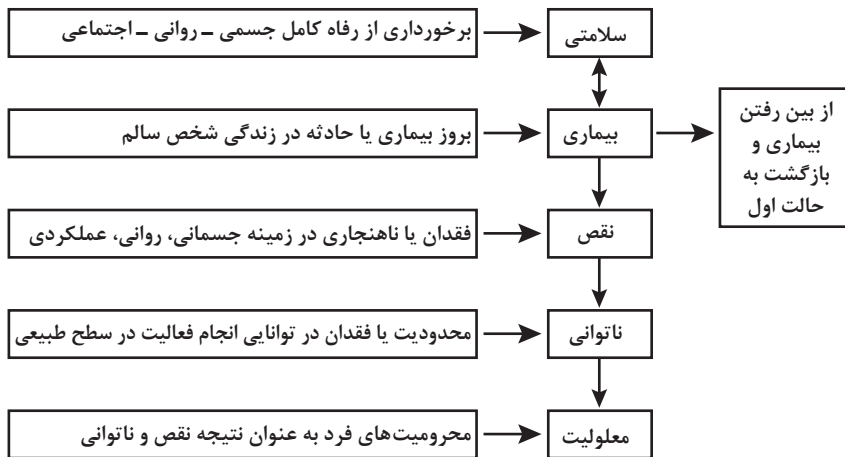 برخورداری از رفاه کامل جسمی ـ روانی ـ اجتماعی
سلامتی
بروز بیماری یا حادثه در زندگی شخص سالم
بیماری
از بین رفتن
بیماری و
بازگشت به
حالت اول
فقدان یا ناهنجاری در زمینه جسمانی، روانی، عملکردی
نقص
محدودیت یا فقدان در توانایی انجام فعالیت در سطح طبیعی
ناتوانی
محرومیت‌های فرد به عنوان نتیجه نقص و ناتوانی
معلولیت